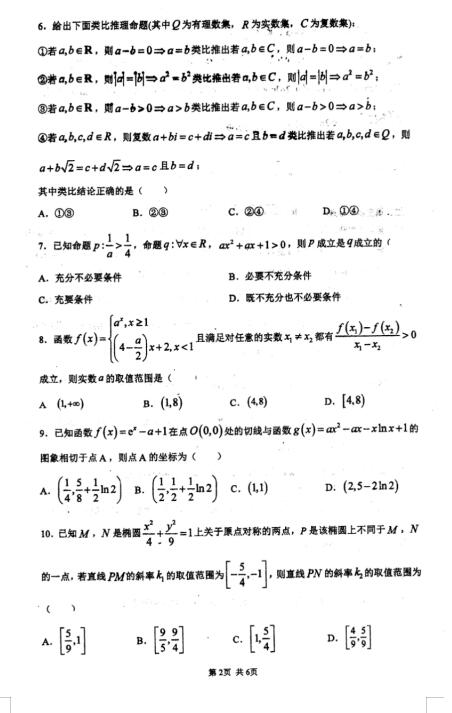 6. 给出下面类比推理命题(其中Q为有理数集，R为实数集，C为复数集):
①若a,b∈R，则a−b=0⇒a=b类比推出若a,b∈C，则a−b=0⇒a=b;
②若a,b∈R，则|a|=|b|⇒a²=b²类比推出若a,b∈C，则|a|=|b|⇒a²=b²;
③若a,b∈R，则a−b>0⇒a>b类比推出若a,b∈C，则a−b>0⇒a>b;
④若a,b,c,d∈R，则复数a+bi=c+di⇒a=c且b=d类比推出若a,b,c,d∈Q，则
a+b√2=c+d√2⇒a=c且b=d;
其中类比结论正确的是（ ）
A. ①③ B. ②③ C. ②④ D. ①④
7. 已知命题p: 1/a > 1/4，命题q: ∀x∈R，ax²+ax+1>0，则P成立是q成立的（
A. 充分不必要条件 B. 必要不充分条件
C. 充要条件 D. 既不充分也不必要条件
8. 函数f(x)={a^x, x≥1; (4−a/2)x+2, x<1 且满足对任意的实数x₁≠x₂都有 (f(x₁)−f(x₂))/(x₁−x₂) >0
成立，则实数a的取值范围是（
A (1,+∞) B. (1,8) C. (4,8) D. [4,8)
9. 已知函数f(x)=e^x−a+1在点O(0,0)处的切线与函数g(x)=ax²−ax−xlnx+1的
图象相切于点A，则点A的坐标为（ ）
A. (1/4, 5/8+1/2 ln2) B. (1/2, 1/2+1/2 ln2) C. (1,1) D. (2,5−2ln2)
10. 已知M，N是椭圆 x²/4+y²/9=1上关于原点对称的两点，P是该椭圆上不同于M，N
的一点，若直线PM的斜率k₁的取值范围为[−5/4,−1]，则直线PN的斜率k₂的取值范围为
（ ）
A. [5/9,1] B. [9/5,9/4] C. [1,5/4] D. [4/9,5/9]
第2页 共6页